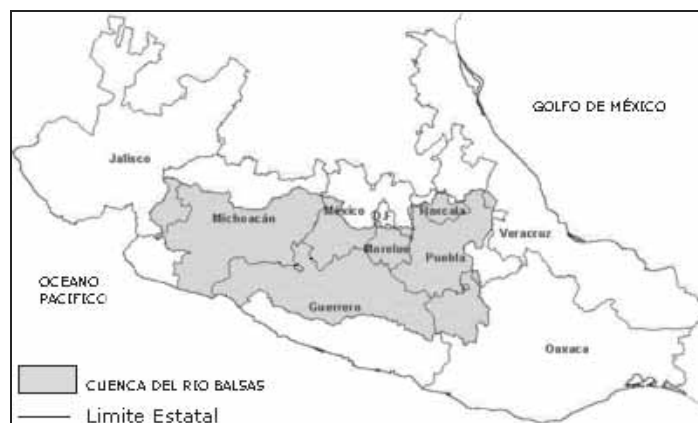 GOLFO DE MÉXICO
Jalisco
Michoacán
México
D.F.
Tlaxcala
Morelos
Veracruz
Puebla
OCEANO
PACIFICO
Guerrero
Oaxaca
CUENCA DEL RIO BALSAS
Limite Estatal